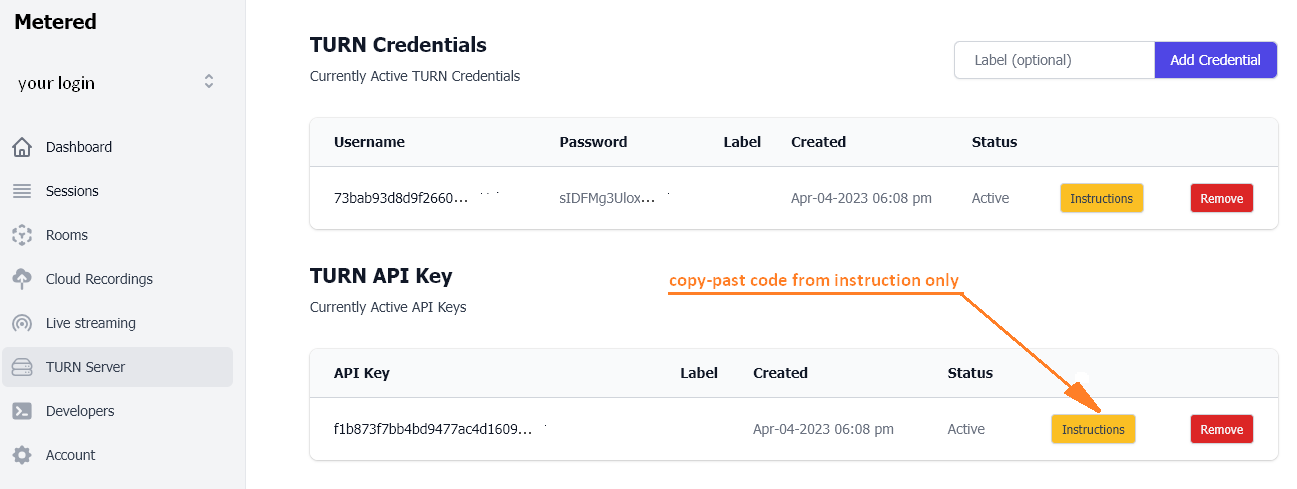 Metered
your login
Dashboard
Sessions
Rooms
Cloud Recordings
Live streaming
TURN Server
Developers
Account
TURN Credentials
Currently Active TURN Credentials
Label (optional) Add Credential
Username Password Label Created Status
73bab93d8d9f2660... sIDFMg3Ulox... Apr-04-2023 06:08 pm Active Instructions Remove
TURN API Key
copy-past code from instruction only
Currently Active API Keys
API Key Label Created Status
f1b873f7bb4bd9477ac4d1609... Apr-04-2023 06:08 pm Active Instructions Remove